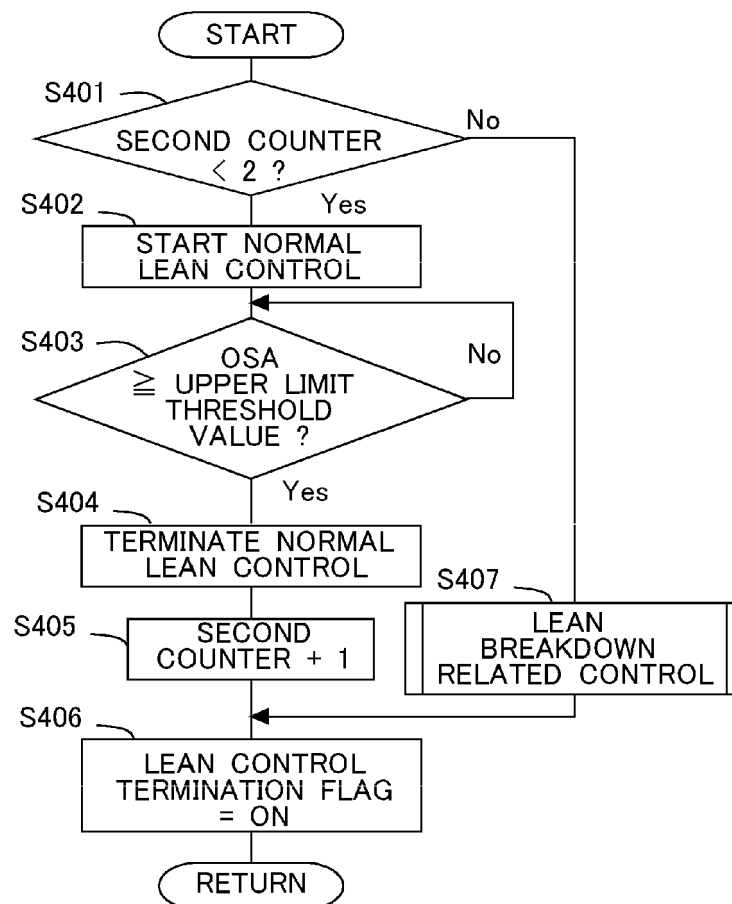 START
S401
No
SECOND COUNTER
< 2 ?
S402
Yes
START NORMAL
LEAN CONTROL
S403
OSA
≧ UPPER LIMIT
THRESHOLD
VALUE ?
No
Yes
S404
TERMINATE NORMAL
LEAN CONTROL
S407
S405
SECOND
COUNTER + 1
LEAN
BREAKDOWN
RELATED CONTROL
S406
LEAN CONTROL
TERMINATION FLAG
= ON
RETURN